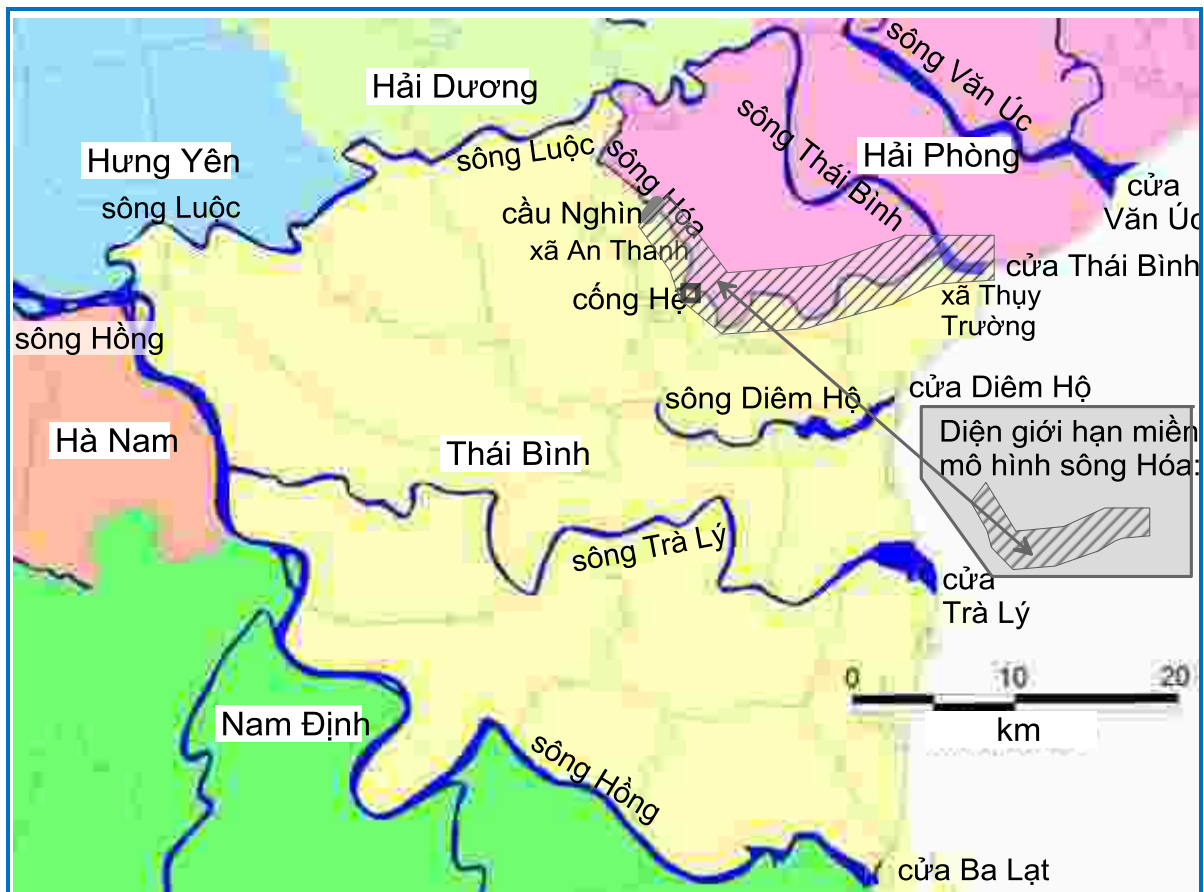 sông Văn Úc
Hải Dương
sông Luộc
sông Hóa
sông Thái Bình
Hải Phòng
Hưng Yên
sông Luộc
cửa
Văn Úc
cầu Nghìn
xã An Thanh
cống Hệ
cửa Thái Bình
xã Thụy
Trường
sông Hồng
sông Diêm Hộ
cửa Diêm Hộ
Hà Nam
Thái Bình
Diện giới hạn miền
mô hình sông Hóa:
sông Trà Lý
cửa
Trà Lý
0 10 20
km
Nam Định
sông Hồng
cửa Ba Lạt